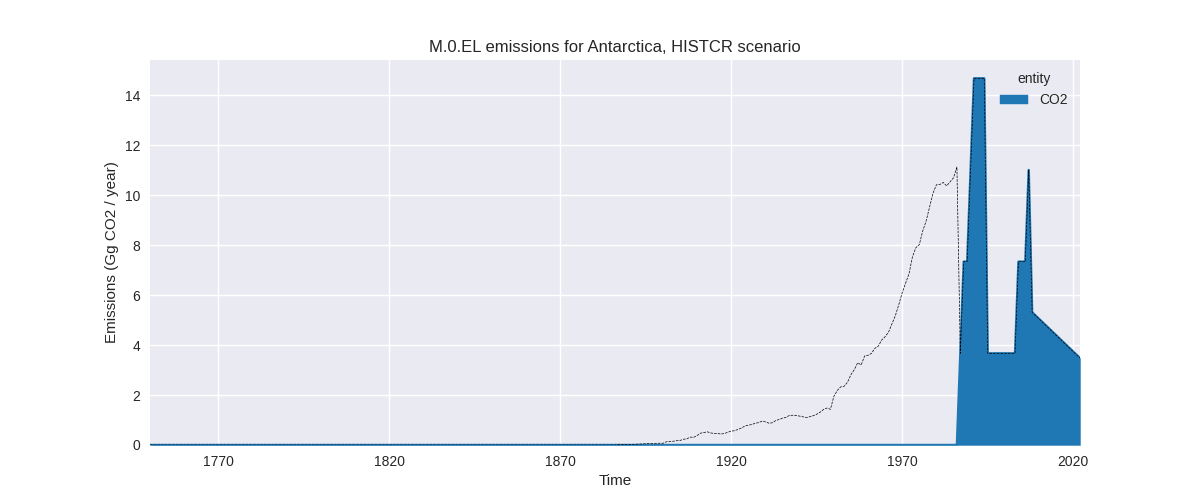 M.0.EL emissions for Antarctica, HISTCR scenario
entity
CO2
Emissions (Gg CO2 / year)
14
12
10
8
6
4
2
0
1770
1820
1870
1920
1970
2020
Time